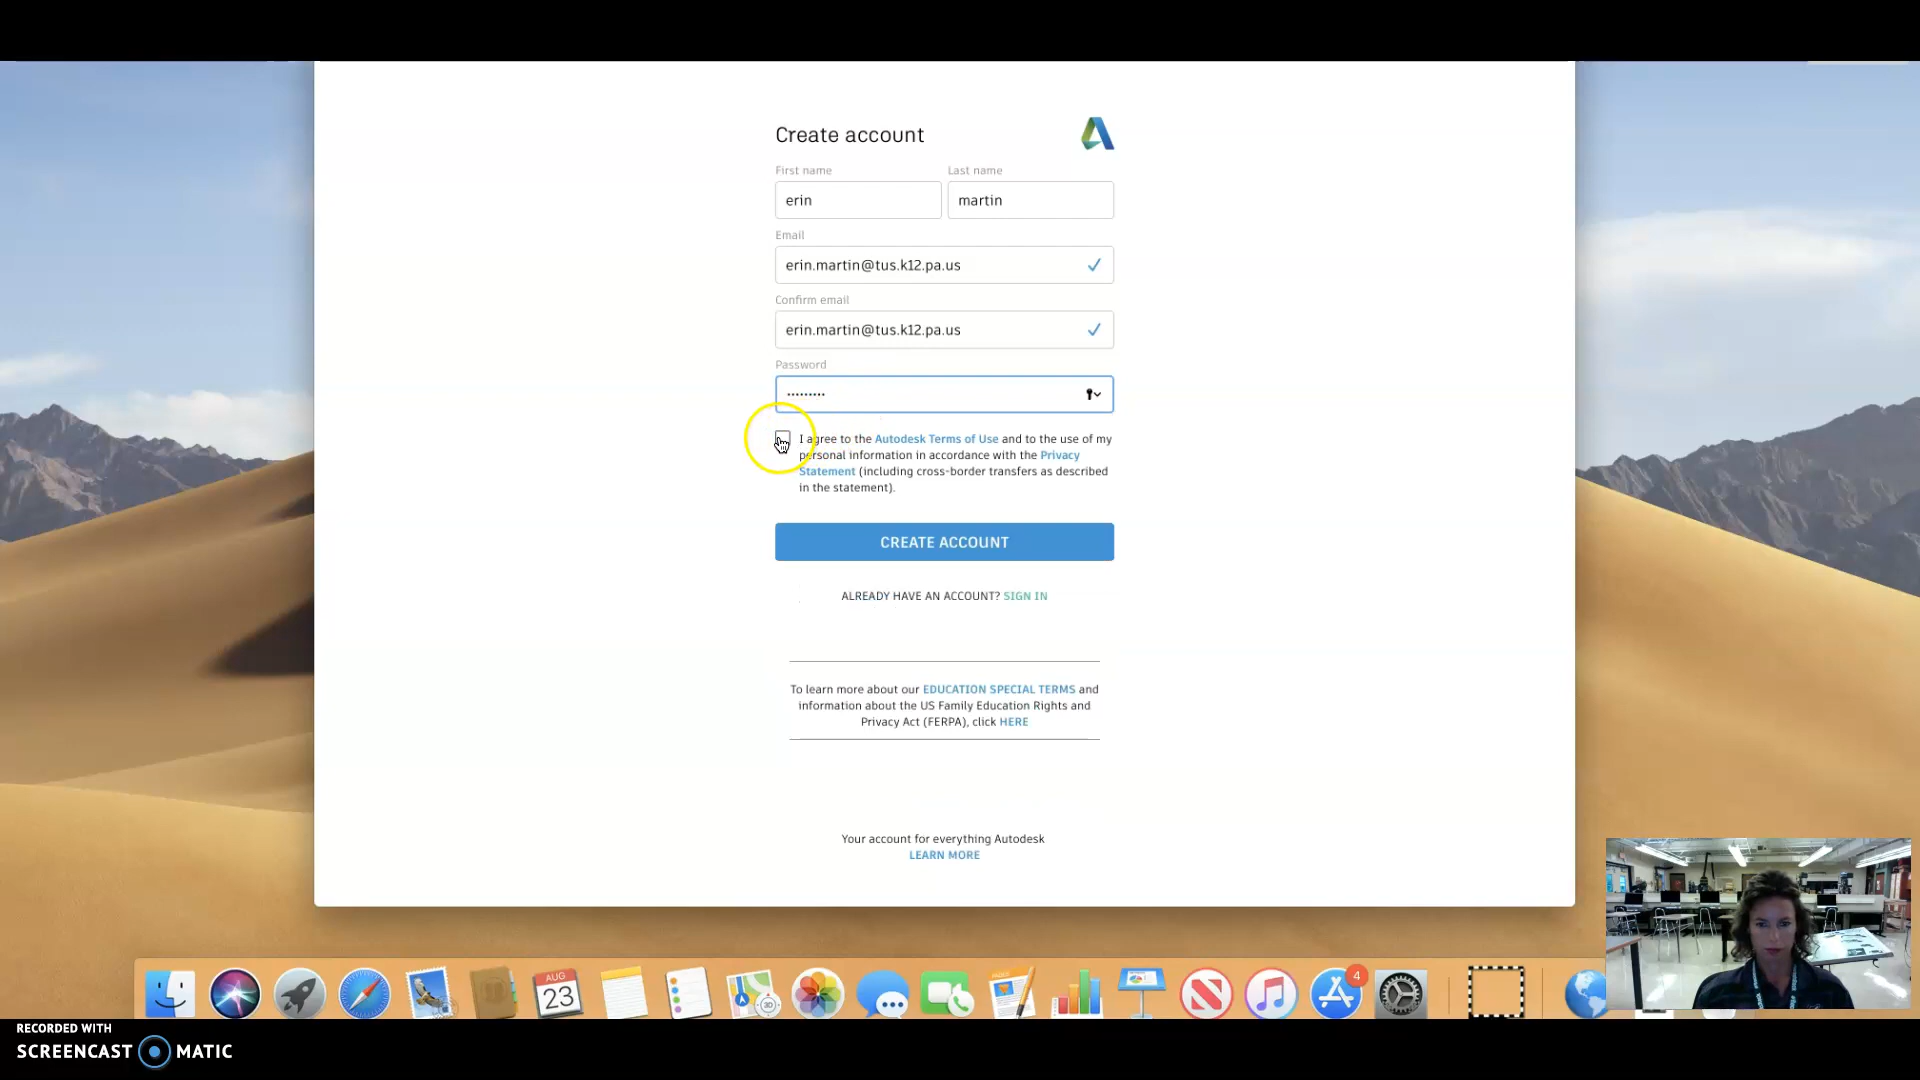 Create account
First name
Last name
erin
martin
Email
erin.martin@tus.k12.pa.us
Confirm email
erin.martin@tus.k12.pa.us
Password
•••••••••
I agree to the Autodesk Terms of Use and to the use of my
personal information in accordance with the Privacy
Statement (including cross-border transfers as described
in the statement).
CREATE ACCOUNT
ALREADY HAVE AN ACCOUNT? SIGN IN
To learn more about our EDUCATION SPECIAL TERMS and
information about the US Family Education Rights and
Privacy Act (FERPA), click HERE
Your account for everything Autodesk
LEARN MORE
AUG
23
3D
4
RECORDED WITH
SCREENCAST MATIC